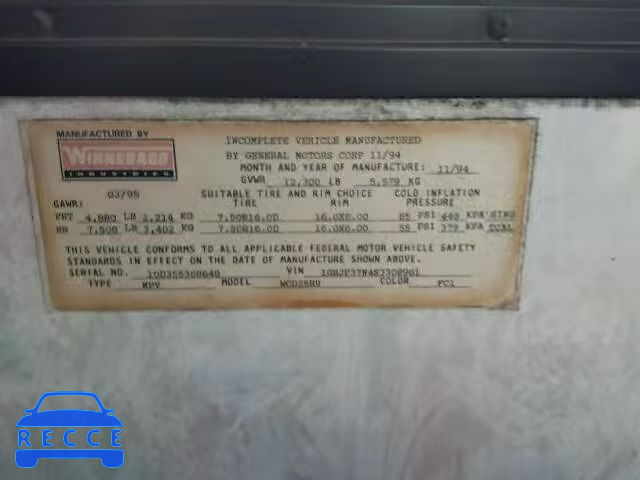 MANUFACTURED BY
WINNEBAGO
INDUSTRIES
INCOMPLETE VEHICLE MANUFACTURED
BY GENERAL MOTORS CORP 11/94
MONTH AND YEAR OF MANUFACTURE: 11/94
GVWR 12,300 LB 5,579 KG
03/95 SUITABLE TIRE AND RIM CHOICE COLD INFLATION
GAWR: TIRE RIM PRESSURE
FRT 4,880 LB 2,214 KG 7.50R16.0D 16.0X6.00 65 PSI KPA SING
RR 7,500 LB 3,402 KG 7.50R16.0D 16.0X6.00 55 PSI 379 KPA DUAL
THIS VEHICLE CONFORMS TO ALL APPLICABLE FEDERAL MOTOR VEHICLE SAFETY
STANDARDS IN EFFECT ON THE DATE OF MANUFACTURE SHOWN ABOVE.
SERIAL NO. VIN
TYPE MPV MODEL COLOR
RECCE